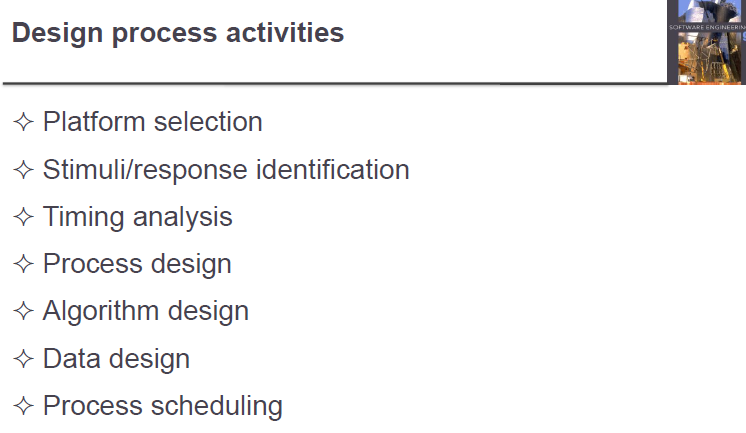 Design process activities
SOFTWARE ENGINEERIN
✧ Platform selection
✧ Stimuli/response identification
✧ Timing analysis
✧ Process design
✧ Algorithm design
✧ Data design
✧ Process scheduling